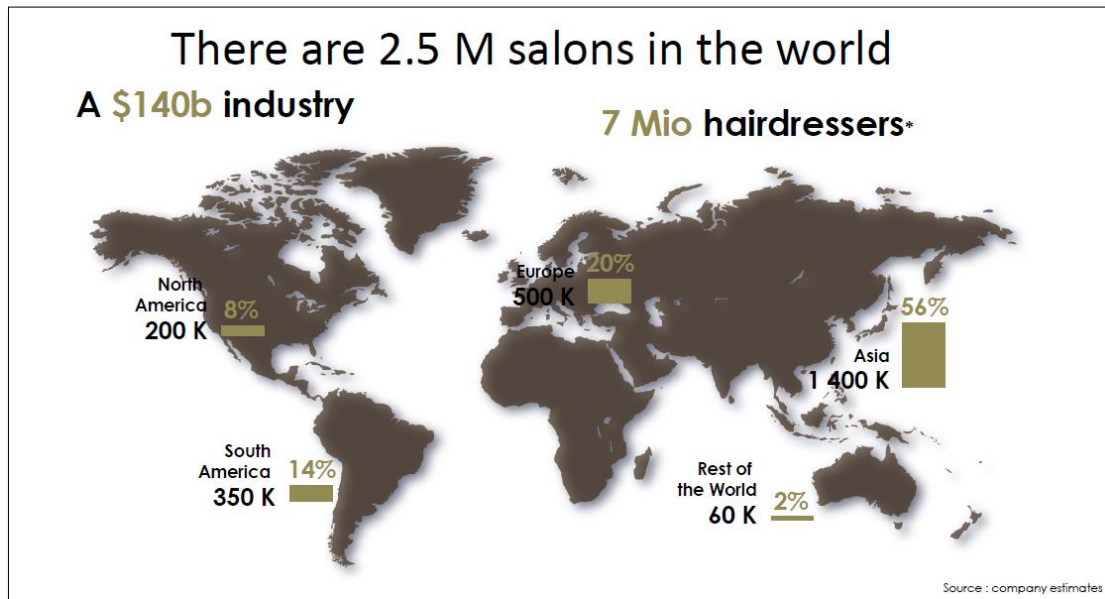 There are 2.5 M salons in the world
A $140b industry
7 Mio hairdressers*
North
America
200 K
8%
Europe
500 K
20%
56%
Asia
1 400 K
South
America
350 K
14%
Rest of
the World
60 K
2%
Source : company estimates